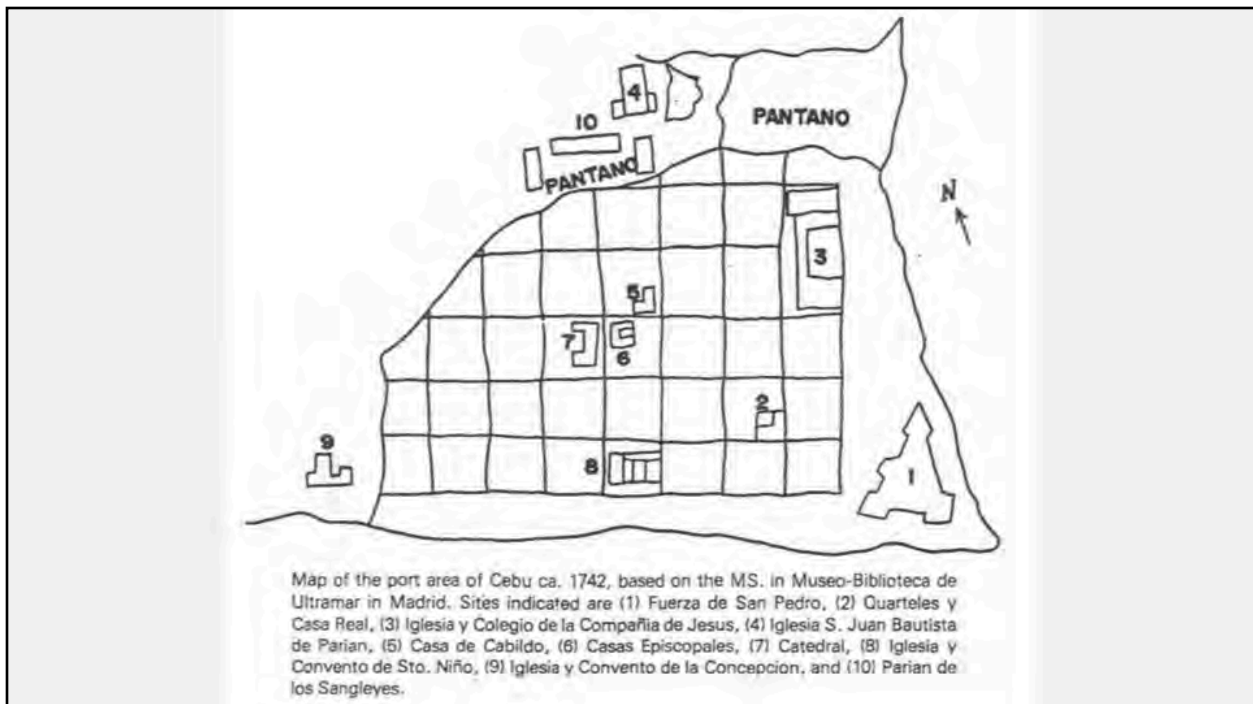 4
10
PANTANO
PANTANO
N
3
5
7
6
2
9
8
1
Map of the port area of Cebu ca. 1742, based on the MS. in Museo-Biblioteca de
Ultramar in Madrid. Sites indicated are (1) Fuerza de San Pedro, (2) Quarteles y
Casa Real, (3) Iglesia y Colegio de la Compañia de Jesus, (4) Iglesia S. Juan Bautista
de Parian, (5) Casa de Cabildo, (6) Casas Episcopales, (7) Catedral, (8) Iglesia y
Convento de Sto. Niño, (9) Iglesia y Convento de la Concepcion, and (10) Parian de
los Sangleyes.